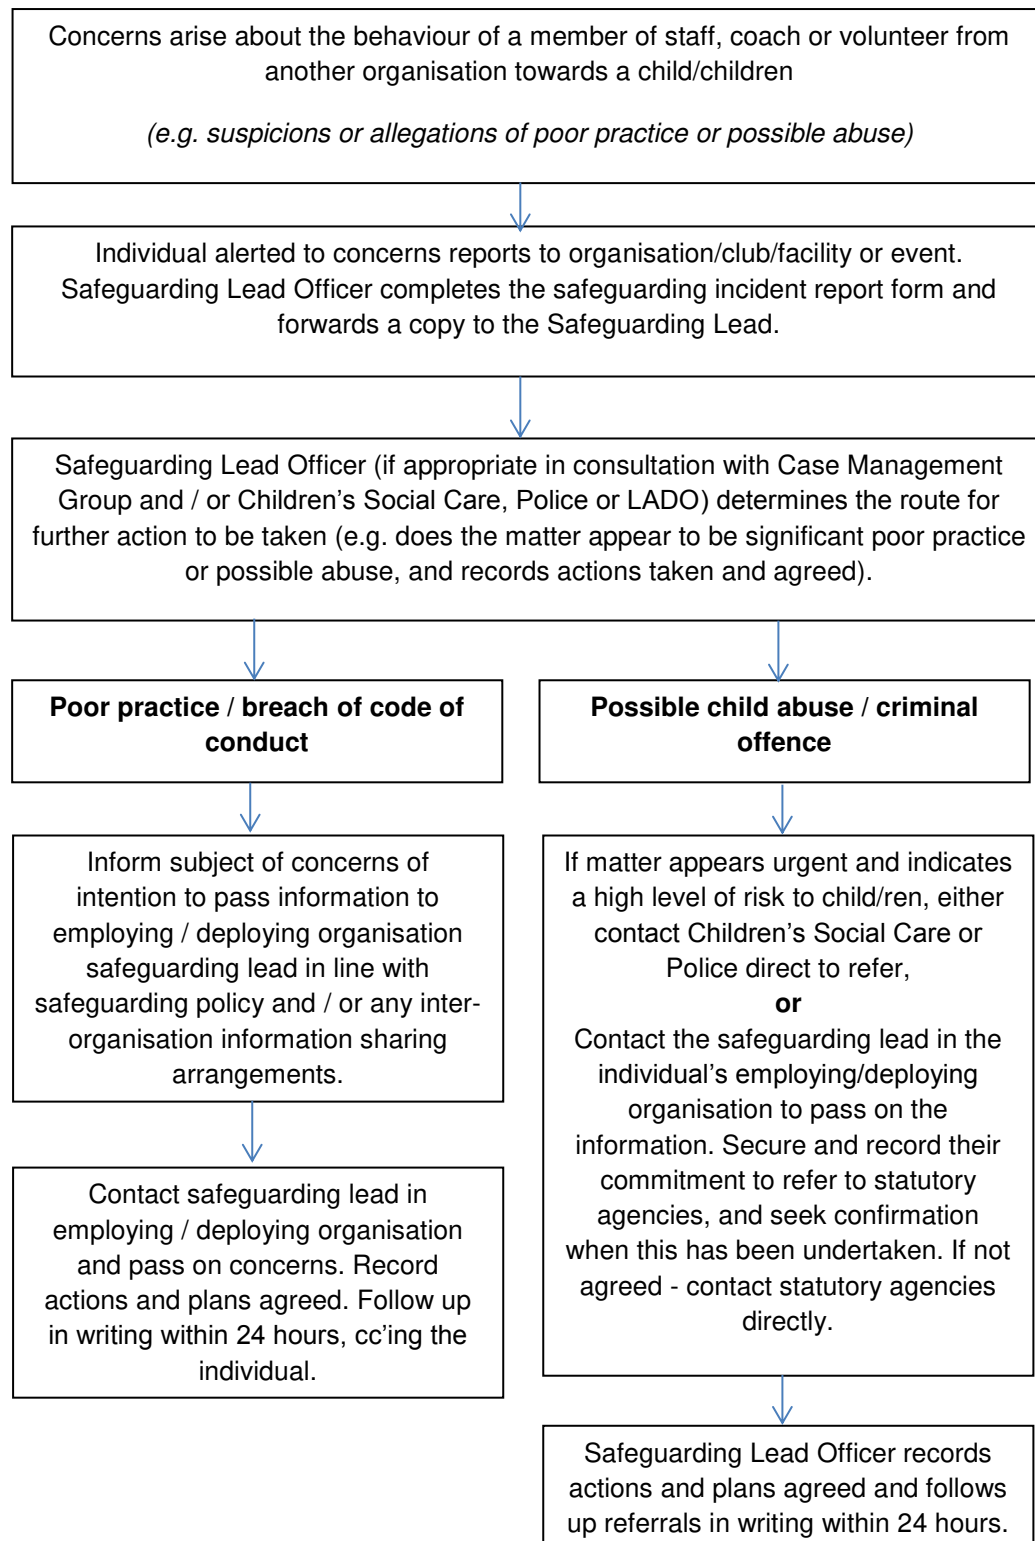 Concerns arise about the behaviour of a member of staff, coach or volunteer from
another organisation towards a child/children
(e.g. suspicions or allegations of poor practice or possible abuse)
Individual alerted to concerns reports to organisation/club/facility or event.
Safeguarding Lead Officer completes the safeguarding incident report form and
forwards a copy to the Safeguarding Lead.
Safeguarding Lead Officer (if appropriate in consultation with Case Management
Group and / or Children’s Social Care, Police or LADO) determines the route for
further action to be taken (e.g. does the matter appear to be significant poor practice
or possible abuse, and records actions taken and agreed).
Poor practice / breach of code of
conduct
Inform subject of concerns of
intention to pass information to
employing / deploying organisation
safeguarding lead in line with
safeguarding policy and / or any inter-
organisation information sharing
arrangements.
Contact safeguarding lead in
employing / deploying organisation
and pass on concerns. Record
actions and plans agreed. Follow up
in writing within 24 hours, cc’ing the
individual.
Possible child abuse / criminal
offence
If matter appears urgent and indicates
a high level of risk to child/ren, either
contact Children’s Social Care or
Police direct to refer,
or
Contact the safeguarding lead in the
individual’s employing/deploying
organisation to pass on the
information. Secure and record their
commitment to refer to statutory
agencies, and seek confirmation
when this has been undertaken. If not
agreed - contact statutory agencies
directly.
Safeguarding Lead Officer records
actions and plans agreed and follows
up referrals in writing within 24 hours.